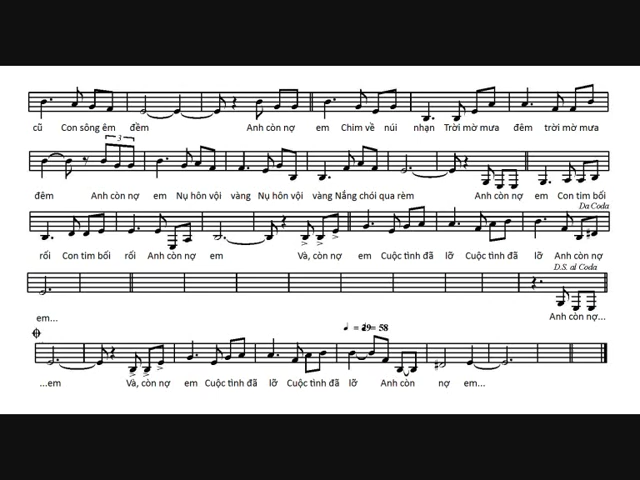 cũ Con sông êm đềm Anh còn nợ em Chim về núi nhạn Trời mờ mưa đêm trời mờ mưa
3
đêm Anh còn nợ em Nụ hôn vội vàng Nụ hôn vội vàng Nắng chói qua rèm Anh còn nợ em Con tim bối
Da Coda
rối Con tim bối rối Anh còn nợ em Và, còn nợ em Cuộc tình đã lỡ Cuộc tình đã lỡ Anh còn nợ
D.S. al Coda
em... Anh còn nợ...
= 58
...em Và, còn nợ em Cuộc tình đã lỡ Cuộc tình đã lỡ Anh còn nợ em...